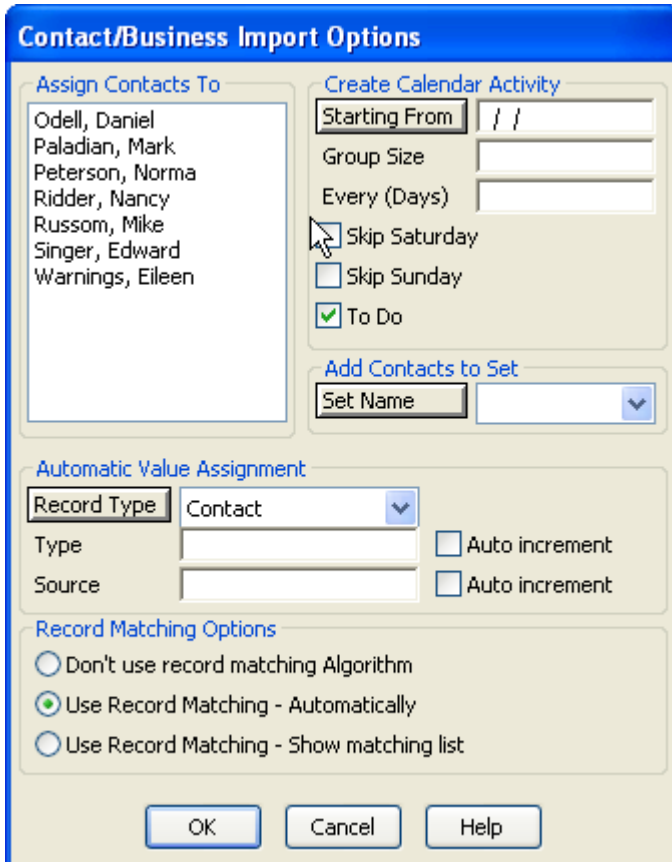 Contact/Business Import Options
Assign Contacts To
Odell, Daniel
Paladian, Mark
Peterson, Norma
Ridder, Nancy
Russom, Mike
Singer, Edward
Warnings, Eileen
Create Calendar Activity
Starting From / /
Group Size
Every (Days)
Skip Saturday
Skip Sunday
To Do
Add Contacts to Set
Set Name
Automatic Value Assignment
Record Type Contact
Type Auto increment
Source Auto increment
Record Matching Options
Don't use record matching Algorithm
Use Record Matching - Automatically
Use Record Matching - Show matching list
OK Cancel Help